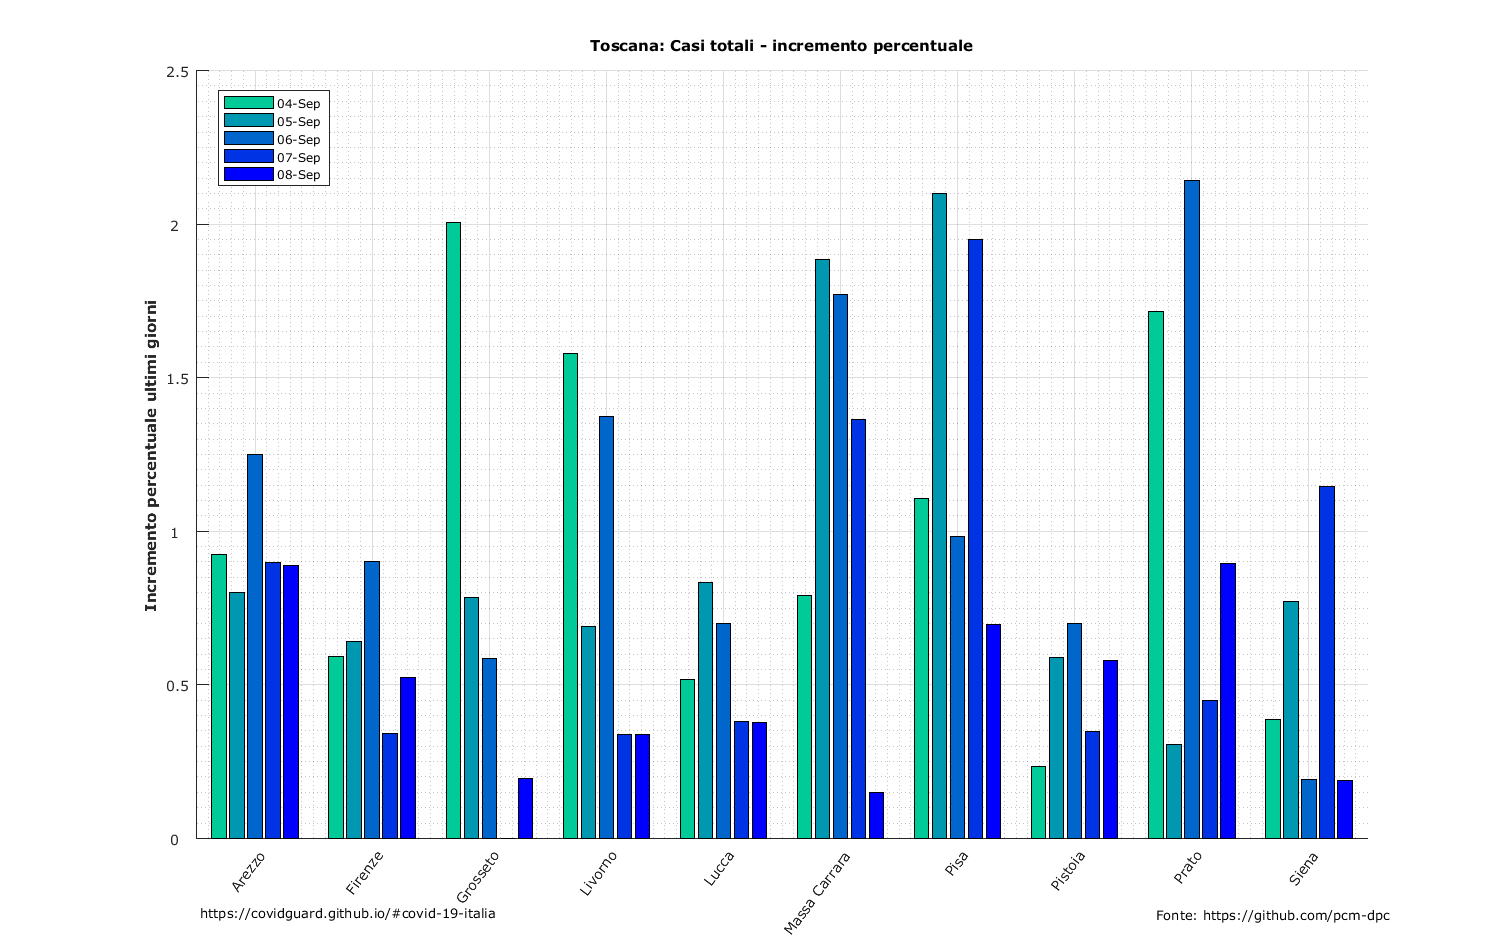 Toscana: Casi totali - incremento percentuale
2.5
2
1.5
1
0.5
0
Incremento percentuale ultimi giorni
04-Sep
05-Sep
06-Sep
07-Sep
08-Sep
Arezzo
Firenze
Grosseto
Livorno
Lucca
Massa Carrara
Pisa
Pistoia
Prato
Siena
https://covidguard.github.io/#covid-19-italia
Fonte: https://github.com/pcm-dpc